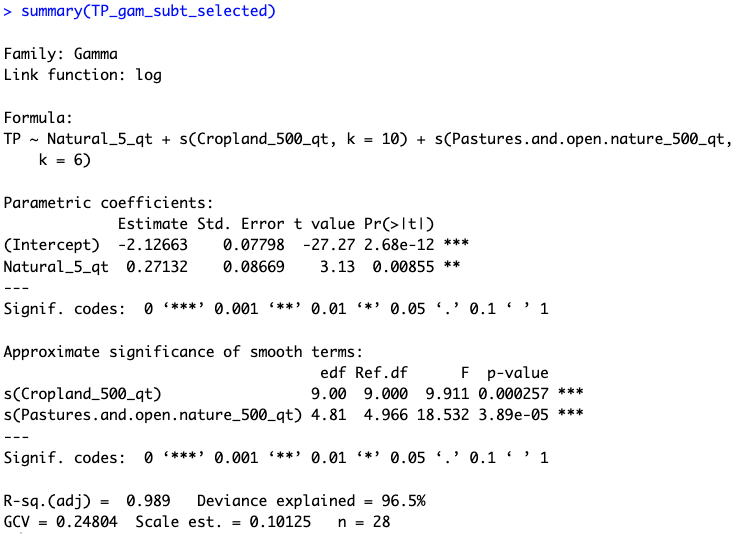 > summary(TP_gam_subt_selected)

Family: Gamma
Link function: log

Formula:
TP ~ Natural_5_qt + s(Cropland_500_qt, k = 10) + s(Pastures.and.open.nature_500_qt,
    k = 6)

Parametric coefficients:
             Estimate Std. Error t value Pr(>|t|)
(Intercept)  -2.12663    0.07798  -27.27 2.68e-12 ***
Natural_5_qt  0.27132    0.08669    3.13  0.00855 **
---
Signif. codes:  0 ‘***’ 0.001 ‘**’ 0.01 ‘*’ 0.05 ‘.’ 0.1 ‘ ’ 1

Approximate significance of smooth terms:
                                    edf Ref.df      F  p-value
s(Cropland_500_qt)                 9.00  9.000  9.911 0.000257 ***
s(Pastures.and.open.nature_500_qt) 4.81  4.966 18.532 3.89e-05 ***
---
Signif. codes:  0 ‘***’ 0.001 ‘**’ 0.01 ‘*’ 0.05 ‘.’ 0.1 ‘ ’ 1

R-sq.(adj) =  0.989   Deviance explained = 96.5%
GCV = 0.24804  Scale est. = 0.10125   n = 28